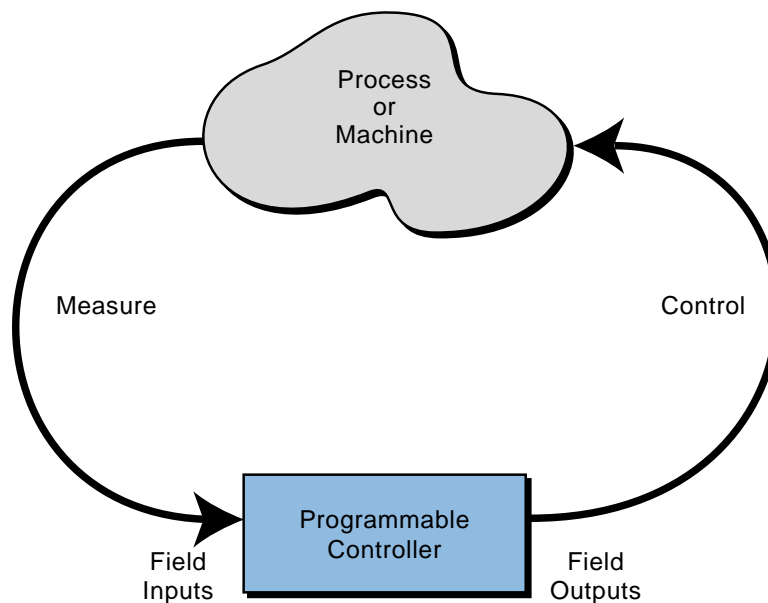 Process
or
Machine
Measure
Control
Programmable
Controller
Field
Inputs
Field
Outputs